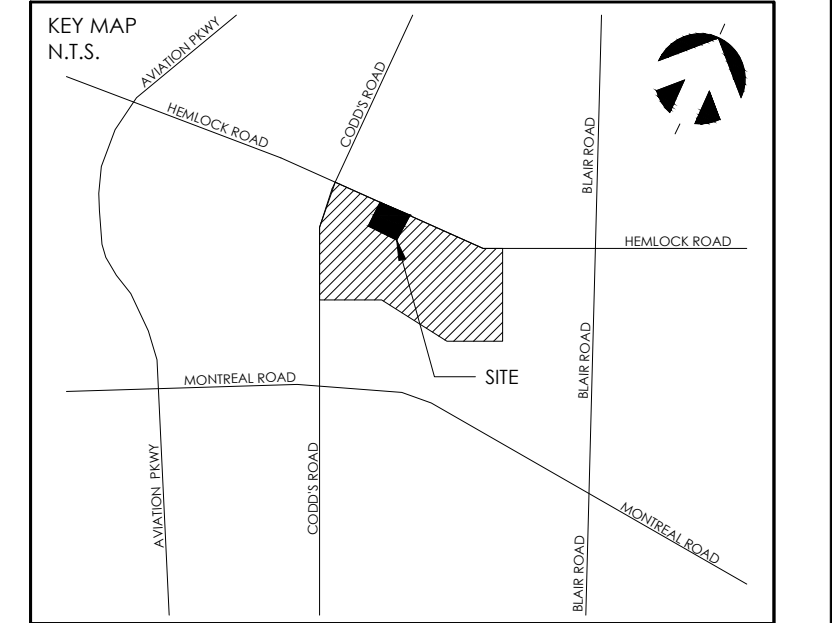 KEY MAP
N.T.S.
AVIATION PKWY
HEMLOCK ROAD
CODD'S ROAD
BLAIR ROAD
HEMLOCK ROAD
BLAIR ROAD
SITE
MONTREAL ROAD
AVIATION PKWY
CODD'S ROAD
MONTREAL ROAD
BLAIR ROAD